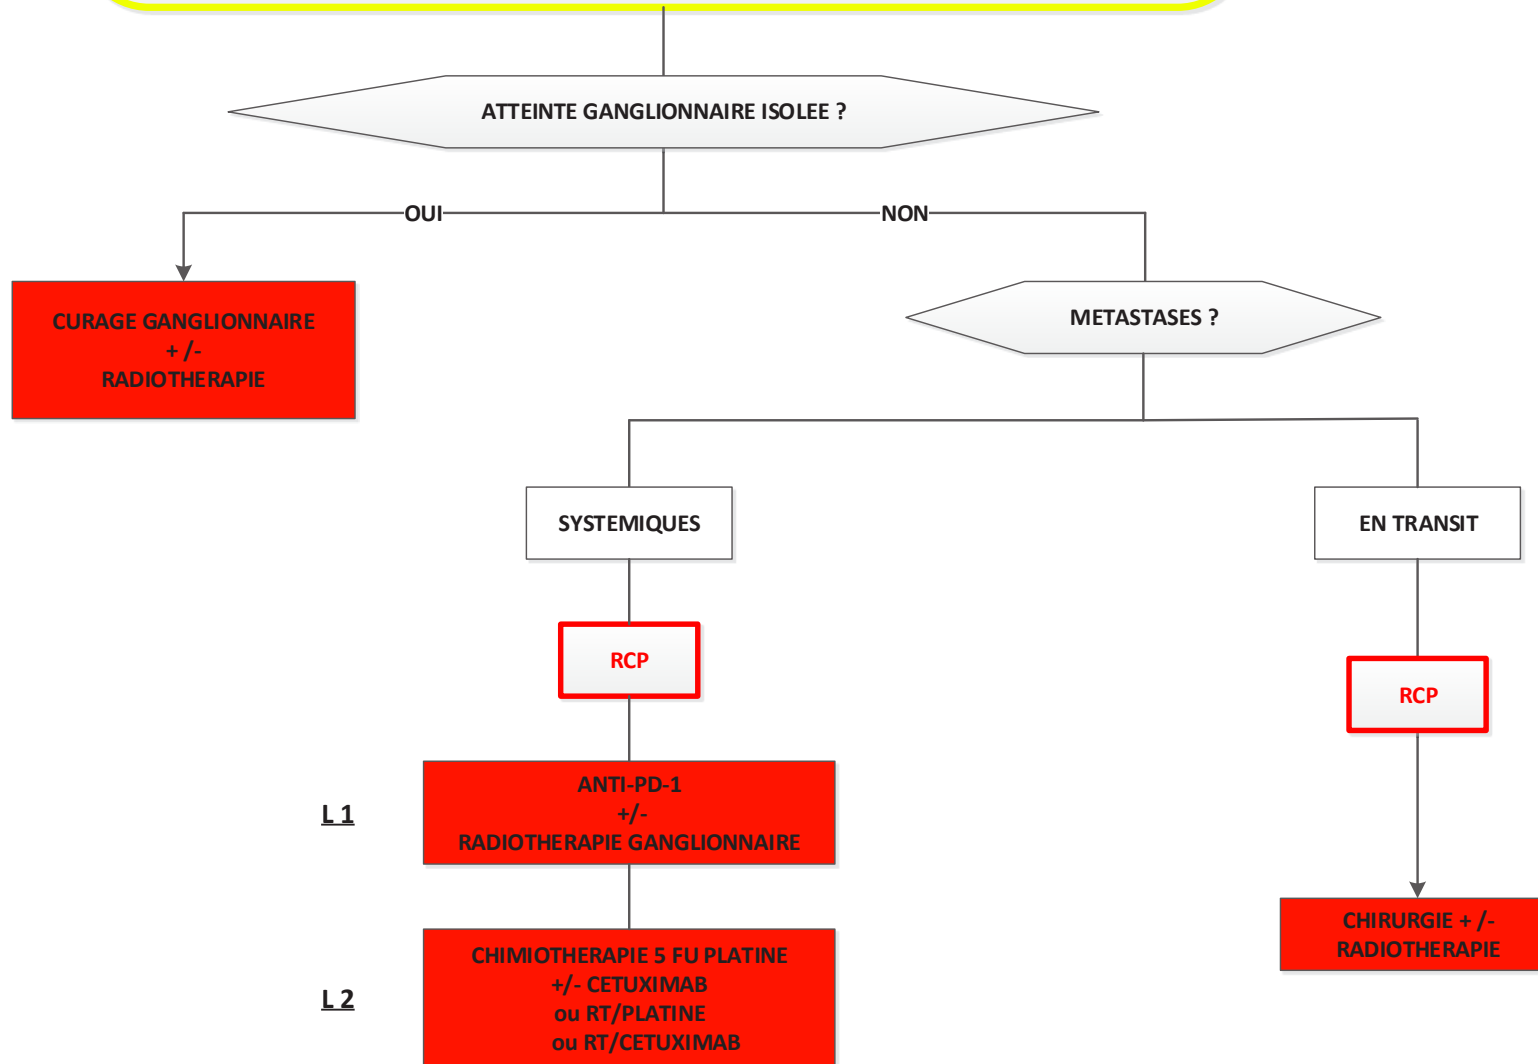 ATTEINTE GANGLIONNAIRE ISOLEE ?
OUI
NON
CURAGE GANGLIONNAIRE
+ /-
RADIOTHERAPIE
METASTASES ?
SYSTEMIQUES
EN TRANSIT
RCP
RCP
L 1
ANTI-PD-1
+/-
RADIOTHERAPIE GANGLIONNAIRE
CHIRURGIE + /-
RADIOTHERAPIE
L 2
CHIMIOTHERAPIE 5 FU PLATINE
+/- CETUXIMAB
ou RT/PLATINE
ou RT/CETUXIMAB